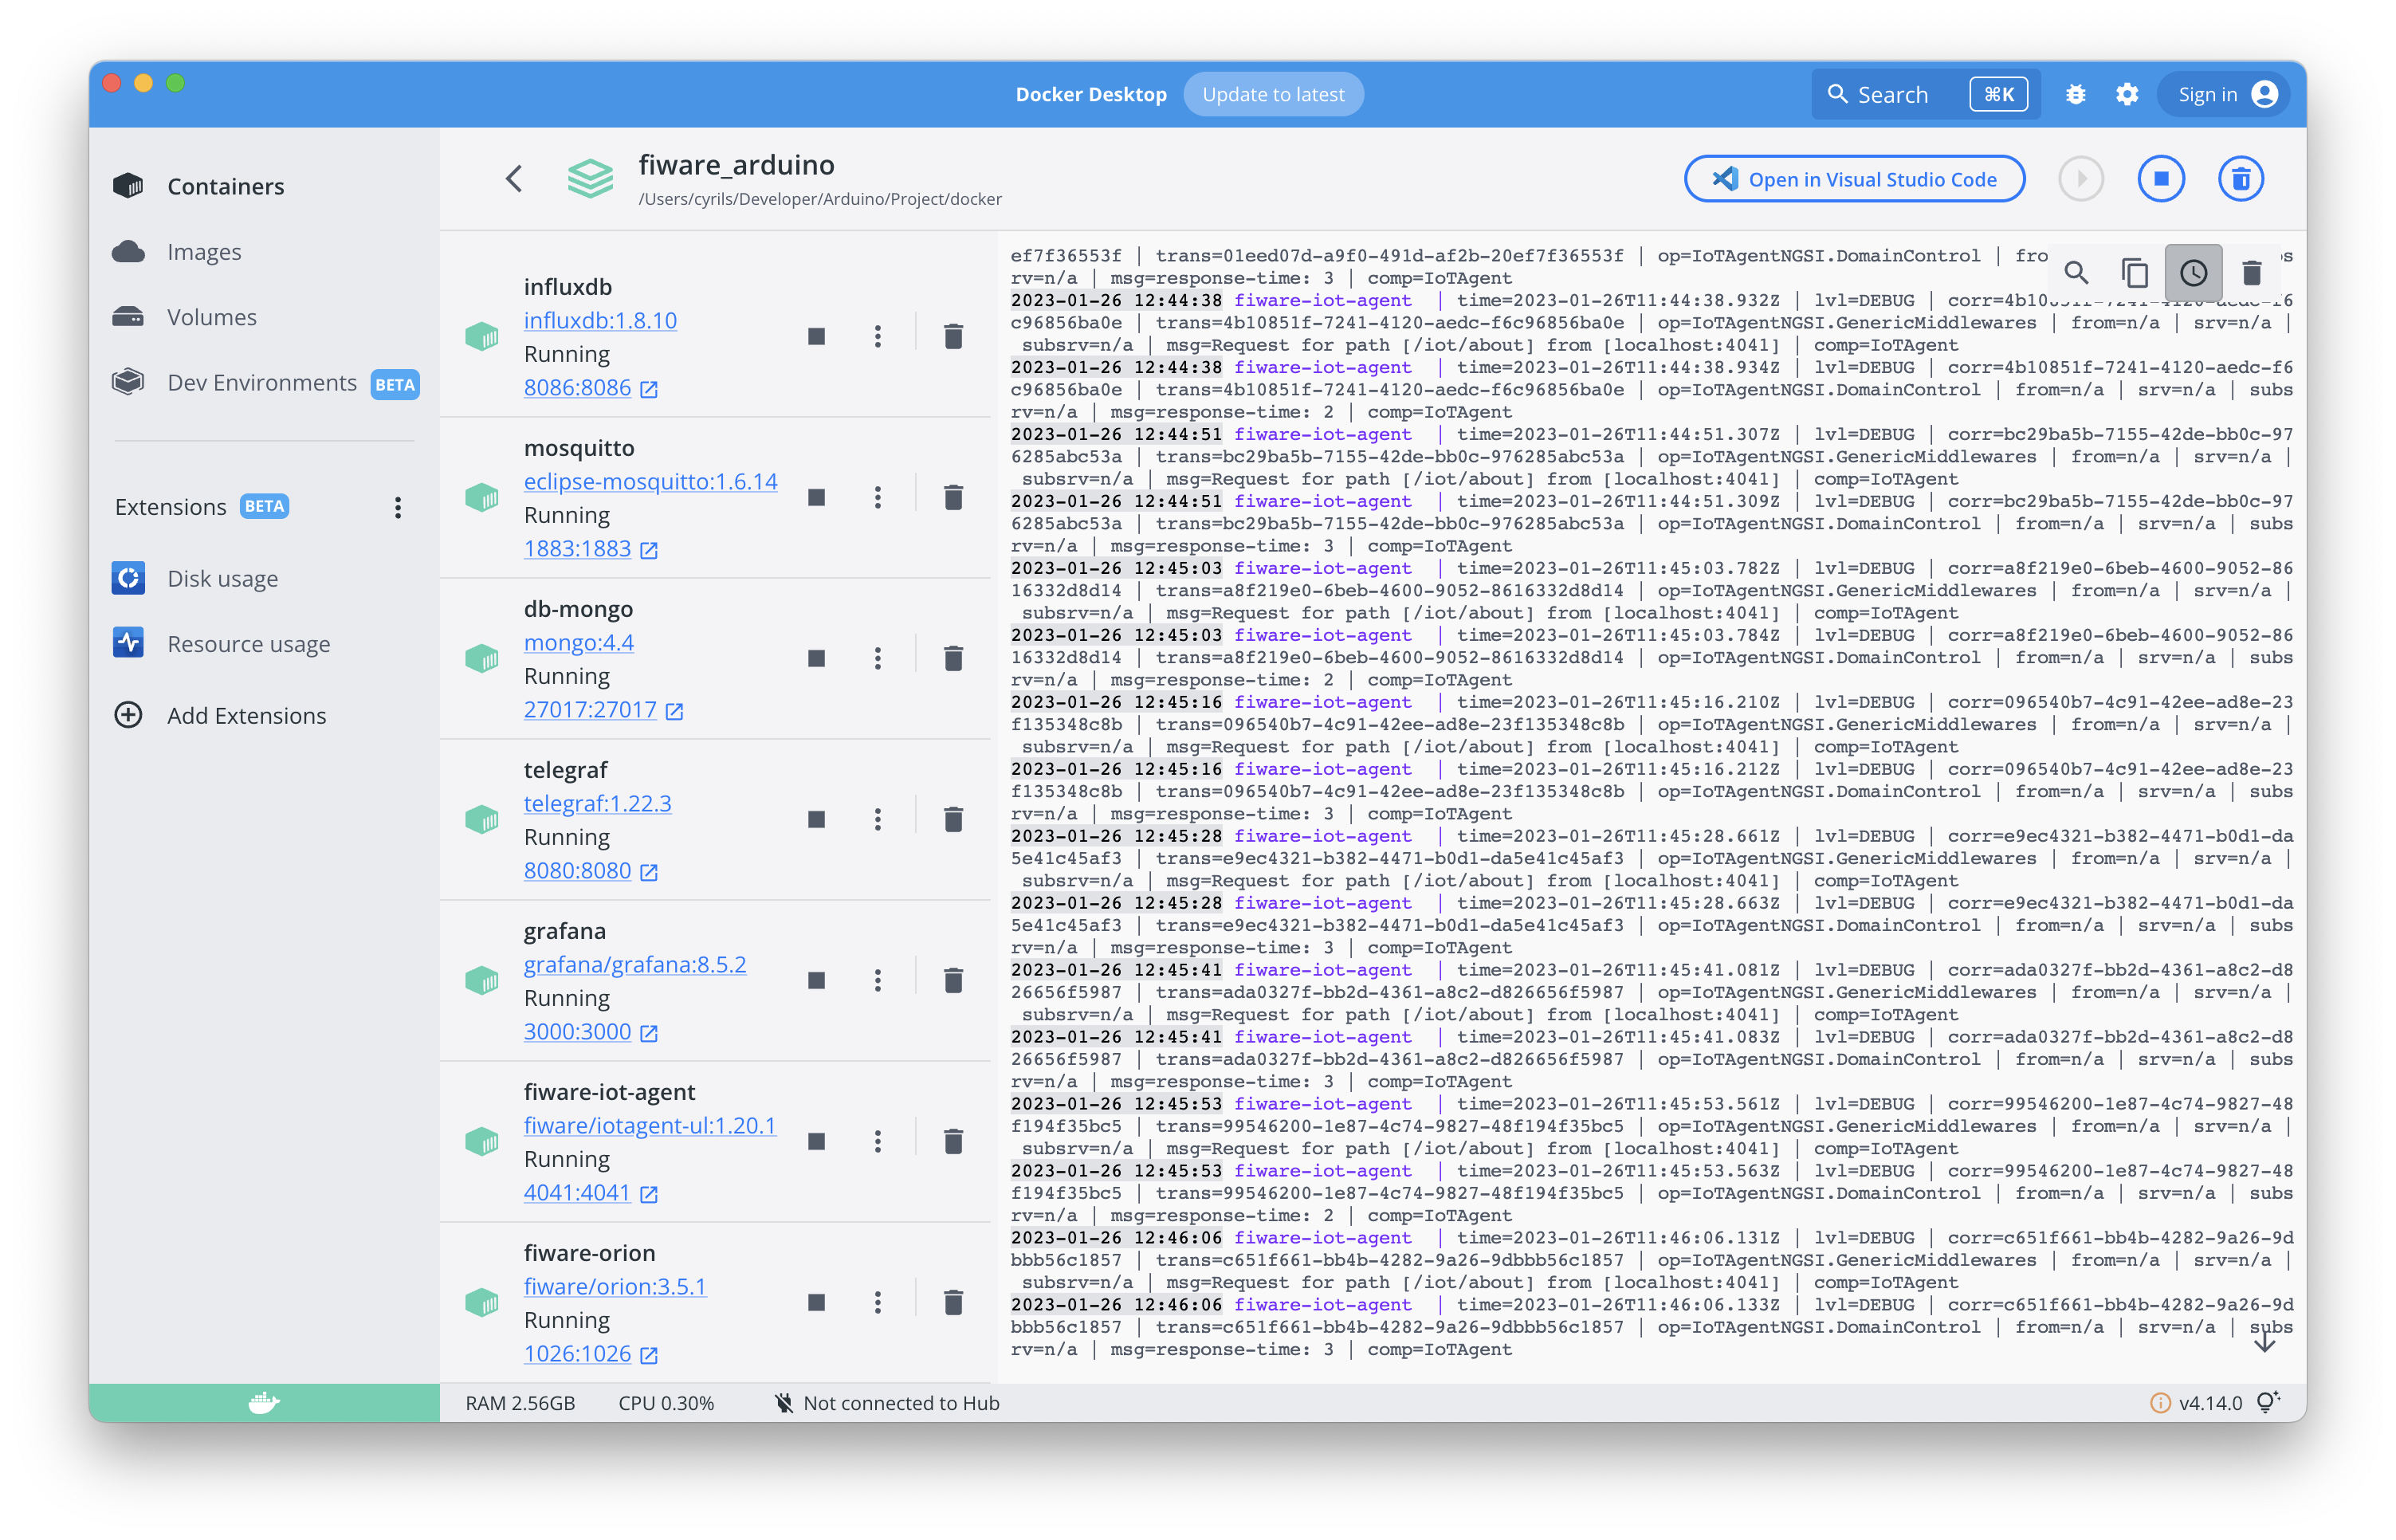 Docker Desktop
Update to latest
Search
⌘K
Sign in
Containers
Images
Volumes
Dev Environments BETA
Extensions BETA
Disk usage
Resource usage
Add Extensions
fiware_arduino
/Users/cyrils/Developer/Arduino/Project/docker
Open in Visual Studio Code
influxdb
influxdb:1.8.10
Running
8086:8086
mosquitto
eclipse-mosquitto:1.6.14
Running
1883:1883
db-mongo
mongo:4.4
Running
27017:27017
telegraf
telegraf:1.22.3
Running
8080:8080
grafana
grafana/grafana:8.5.2
Running
3000:3000
fiware-iot-agent
fiware/iotagent-ul:1.20.1
Running
4041:4041
fiware-orion
fiware/orion:3.5.1
Running
1026:1026
ef7f36553f | trans=01eed07d-a9f0-491d-af2b-20ef7f36553f | op=IoTAgentNGSI.DomainControl |
rv=n/a | msg=response-time: 3 | comp=IoTAgent
2023-01-26 12:44:38 fiware-iot-agent | time=2023-01-26T11:44:38.932Z | lvl=DEBUG |
c96856ba0e | trans=4b10851f-7241-4120-aedc-f6c96856ba0e | op=IoTAgentNGSI.GenericMiddlewares | from=n/a | srv=n/a |
subsrv=n/a | msg=Request for path [/iot/about] from [localhost:4041] | comp=IoTAgent
2023-01-26 12:44:38 fiware-iot-agent | time=2023-01-26T11:44:38.934Z | lvl=DEBUG | corr=4b10851f-7241-4120-aedc-f6
c96856ba0e | trans=4b10851f-7241-4120-aedc-f6c96856ba0e | op=IoTAgentNGSI.DomainControl | from=n/a | srv=n/a | subs
rv=n/a | msg=response-time: 2 | comp=IoTAgent
2023-01-26 12:44:51 fiware-iot-agent | time=2023-01-26T11:44:51.307Z | lvl=DEBUG | corr=bc29ba5b-7155-42de-bb0c-97
6285abc53a | trans=bc29ba5b-7155-42de-bb0c-976285abc53a | op=IoTAgentNGSI.GenericMiddlewares | from=n/a | srv=n/a |
subsrv=n/a | msg=Request for path [/iot/about] from [localhost:4041] | comp=IoTAgent
2023-01-26 12:44:51 fiware-iot-agent | time=2023-01-26T11:44:51.309Z | lvl=DEBUG | corr=bc29ba5b-7155-42de-bb0c-97
6285abc53a | trans=bc29ba5b-7155-42de-bb0c-976285abc53a | op=IoTAgentNGSI.DomainControl | from=n/a | srv=n/a | subs
rv=n/a | msg=response-time: 3 | comp=IoTAgent
2023-01-26 12:45:03 fiware-iot-agent | time=2023-01-26T11:45:03.782Z | lvl=DEBUG | corr=a8f219e0-6beb-4600-9052-86
16332d8d14 | trans=a8f219e0-6beb-4600-9052-8616332d8d14 | op=IoTAgentNGSI.GenericMiddlewares | from=n/a | srv=n/a |
subsrv=n/a | msg=Request for path [/iot/about] from [localhost:4041] | comp=IoTAgent
2023-01-26 12:45:03 fiware-iot-agent | time=2023-01-26T11:45:03.784Z | lvl=DEBUG | corr=a8f219e0-6beb-4600-9052-86
16332d8d14 | trans=a8f219e0-6beb-4600-9052-8616332d8d14 | op=IoTAgentNGSI.DomainControl | from=n/a | srv=n/a | subs
rv=n/a | msg=response-time: 2 | comp=IoTAgent
2023-01-26 12:45:16 fiware-iot-agent | time=2023-01-26T11:45:16.210Z | lvl=DEBUG | corr=096540b7-4c91-42ee-ad8e-23
f135348c8b | trans=096540b7-4c91-42ee-ad8e-23f135348c8b | op=IoTAgentNGSI.GenericMiddlewares | from=n/a | srv=n/a |
subsrv=n/a | msg=Request for path [/iot/about] from [localhost:4041] | comp=IoTAgent
2023-01-26 12:45:16 fiware-iot-agent | time=2023-01-26T11:45:16.212Z | lvl=DEBUG | corr=096540b7-4c91-42ee-ad8e-23
f135348c8b | trans=096540b7-4c91-42ee-ad8e-23f135348c8b | op=IoTAgentNGSI.DomainControl | from=n/a | srv=n/a | subs
rv=n/a | msg=response-time: 3 | comp=IoTAgent
2023-01-26 12:45:28 fiware-iot-agent | time=2023-01-26T11:45:28.661Z | lvl=DEBUG | corr=e9ec4321-b382-4471-b0d1-da
5e41c45af3 | trans=e9ec4321-b382-4471-b0d1-da5e41c45af3 | op=IoTAgentNGSI.GenericMiddlewares | from=n/a | srv=n/a |
subsrv=n/a | msg=Request for path [/iot/about] from [localhost:4041] | comp=IoTAgent
2023-01-26 12:45:28 fiware-iot-agent | time=2023-01-26T11:45:28.663Z | lvl=DEBUG | corr=e9ec4321-b382-4471-b0d1-da
5e41c45af3 | trans=e9ec4321-b382-4471-b0d1-da5e41c45af3 | op=IoTAgentNGSI.DomainControl | from=n/a | srv=n/a | subs
rv=n/a | msg=response-time: 3 | comp=IoTAgent
2023-01-26 12:45:41 fiware-iot-agent | time=2023-01-26T11:45:41.081Z | lvl=DEBUG | corr=ada0327f-bb2d-4361-a8c2-d8
26656f5987 | trans=ada0327f-bb2d-4361-a8c2-d826656f5987 | op=IoTAgentNGSI.GenericMiddlewares | from=n/a | srv=n/a |
subsrv=n/a | msg=Request for path [/iot/about] from [localhost:4041] | comp=IoTAgent
2023-01-26 12:45:41 fiware-iot-agent | time=2023-01-26T11:45:41.083Z | lvl=DEBUG | corr=ada0327f-bb2d-4361-a8c2-d8
26656f5987 | trans=ada0327f-bb2d-4361-a8c2-d826656f5987 | op=IoTAgentNGSI.DomainControl | from=n/a | srv=n/a | subs
rv=n/a | msg=response-time: 3 | comp=IoTAgent
2023-01-26 12:45:53 fiware-iot-agent | time=2023-01-26T11:45:53.561Z | lvl=DEBUG | corr=99546200-1e87-4c74-9827-48
f194f35bc5 | trans=99546200-1e87-4c74-9827-48f194f35bc5 | op=IoTAgentNGSI.GenericMiddlewares | from=n/a | srv=n/a |
subsrv=n/a | msg=Request for path [/iot/about] from [localhost:4041] | comp=IoTAgent
2023-01-26 12:45:53 fiware-iot-agent | time=2023-01-26T11:45:53.563Z | lvl=DEBUG | corr=99546200-1e87-4c74-9827-48
f194f35bc5 | trans=99546200-1e87-4c74-9827-48f194f35bc5 | op=IoTAgentNGSI.DomainControl | from=n/a | srv=n/a | subs
rv=n/a | msg=response-time: 2 | comp=IoTAgent
2023-01-26 12:46:06 fiware-iot-agent | time=2023-01-26T11:46:06.131Z | lvl=DEBUG | corr=c651f661-bb4b-4282-9a26-9d
bbb56c1857 | trans=c651f661-bb4b-4282-9a26-9dbbb56c1857 | op=IoTAgentNGSI.GenericMiddlewares | from=n/a | srv=n/a |
subsrv=n/a | msg=Request for path [/iot/about] from [localhost:4041] | comp=IoTAgent
2023-01-26 12:46:06 fiware-iot-agent | time=2023-01-26T11:46:06.133Z | lvl=DEBUG | corr=c651f661-bb4b-4282-9a26-9d
bbb56c1857 | trans=c651f661-bb4b-4282-9a26-9dbbb56c1857 | op=IoTAgentNGSI.DomainControl | from=n/a | srv=n/a | subs
rv=n/a | msg=response-time: 3 | comp=IoTAgent
RAM 2.56GB
CPU 0.30%
Not connected to Hub
v4.14.0